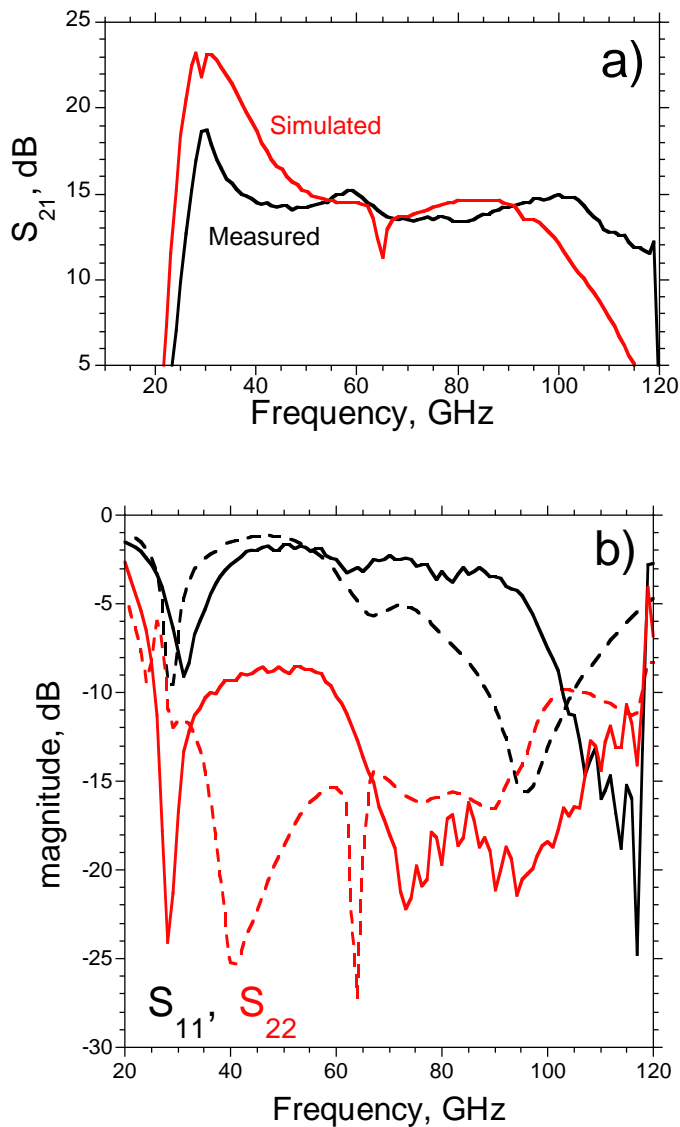 25
20
15
10
5
S21, dB
a)
Simulated
Measured
20 40 60 80 100 120
Frequency, GHz
0
-5
-10
-15
-20
-25
-30
magnitude, dB
b)
S11, S22
20 40 60 80 100 120
Frequency, GHz